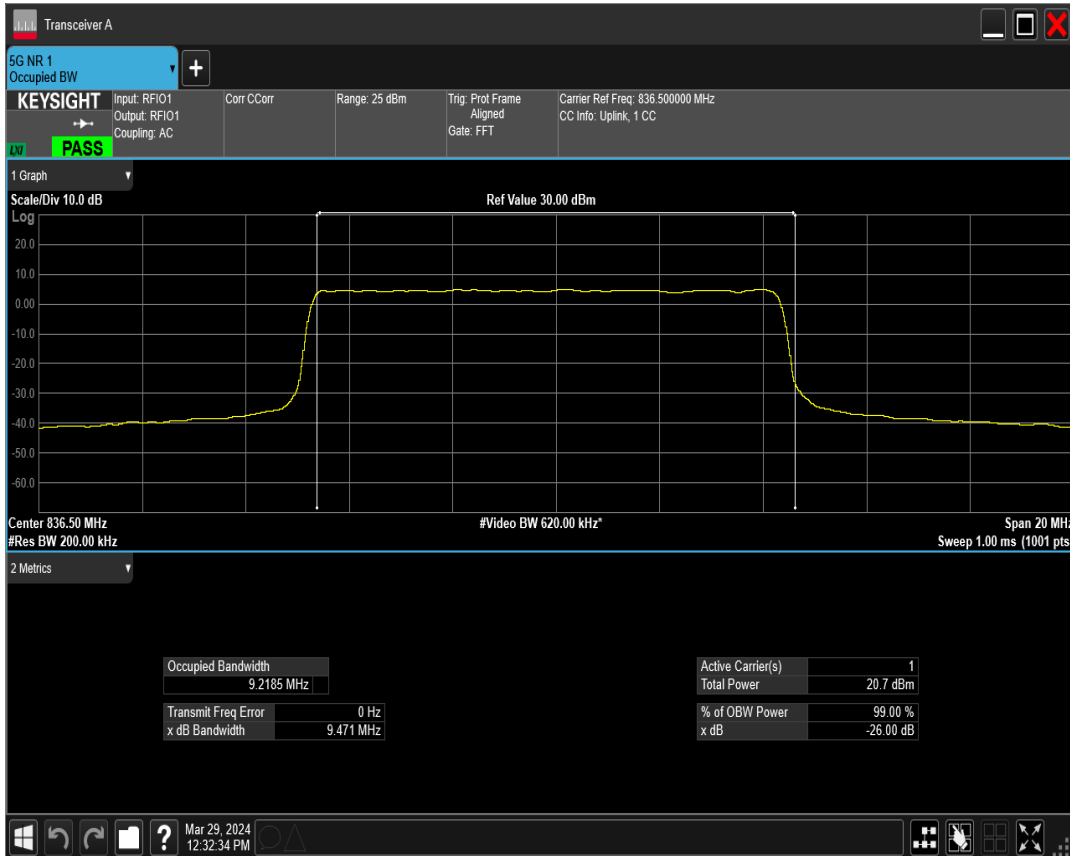 Transceiver A
5G NR 1
Occupied BW
+
KEYSIGHT
LXI
PASS
Input: RFIO1
Output: RFIO1
Coupling: AC
Corr CCorr
Range: 25 dBm
Trig: Prot Frame
Aligned
Gate: FFT
Carrier Ref Freq: 836.500000 MHz
CC Info: Uplink, 1 CC
1 Graph
Scale/Div 10.0 dB
Ref Value 30.00 dBm
Log
20.0
10.0
0.00
-10.0
-20.0
-30.0
-40.0
-50.0
-60.0
Center 836.50 MHz
#Video BW 620.00 kHz*
Span 20 MHz
#Res BW 200.00 kHz
Sweep 1.00 ms (1001 pts
2 Metrics
Occupied Bandwidth
9.2185 MHz
Transmit Freq Error 0 Hz
x dB Bandwidth 9.471 MHz
Active Carrier(s) 1
Total Power 20.7 dBm
% of OBW Power 99.00 %
x dB -26.00 dB
?
Mar 29, 2024
12:32:34 PM